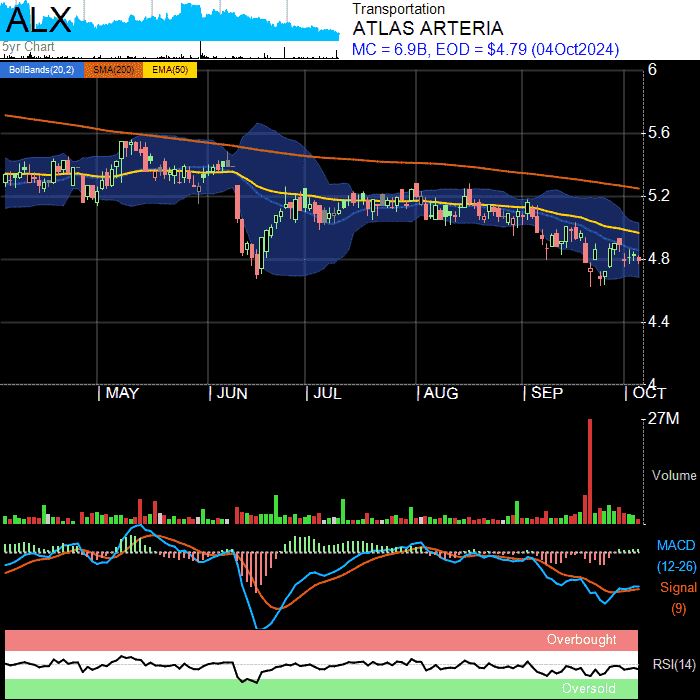 ALX
Transportation
ATLAS ARTERIA
5yr Chart
MC = 6.9B, EOD = $4.79 (04Oct2024)
BollBands(20,2) SMA(200) EMA(50)
6
5.6
5.2
4.8
4.4
4
MAY JUN JUL AUG SEP OCT
27M
Volume
MACD
(12-26)
Signal
(9)
Overbought
RSI(14)
Oversold